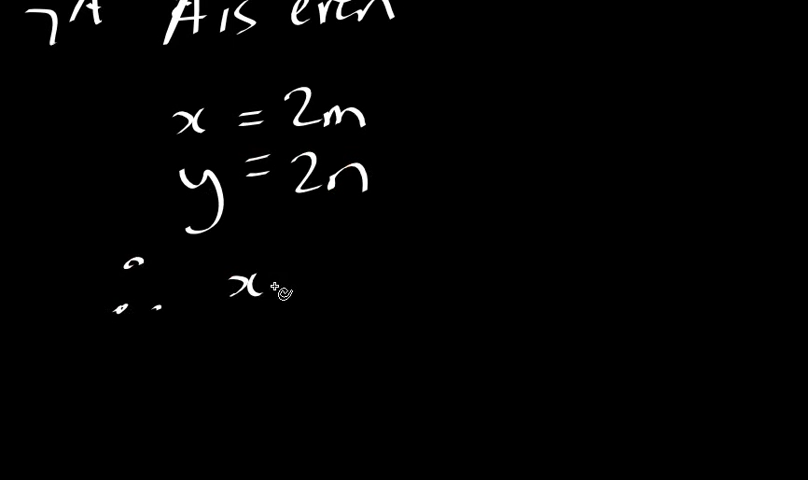 ¬A A is even
x = 2m
y = 2n
∴ x